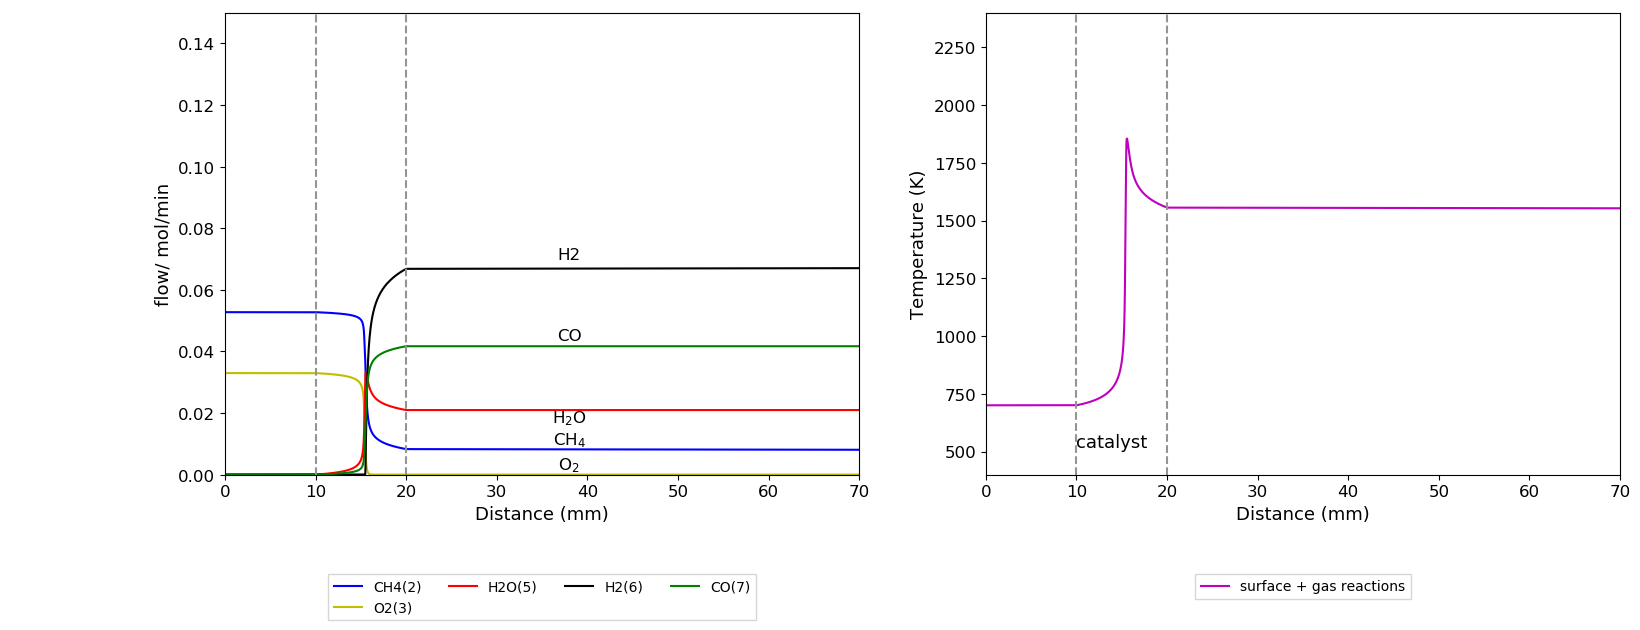 0.14
0.12
0.10
0.08
0.06
0.04
0.02
0.00
flow/ mol/min
H2
CO
H₂O
CH₄
O₂
0 10 20 30 40 50 60 70
Distance (mm)
CH4(2) H2O(5) H2(6) CO(7)
O2(3)
2250
2000
1750
1500
1250
1000
750
500
Temperature (K)
catalyst
0 10 20 30 40 50 60 70
Distance (mm)
surface + gas reactions